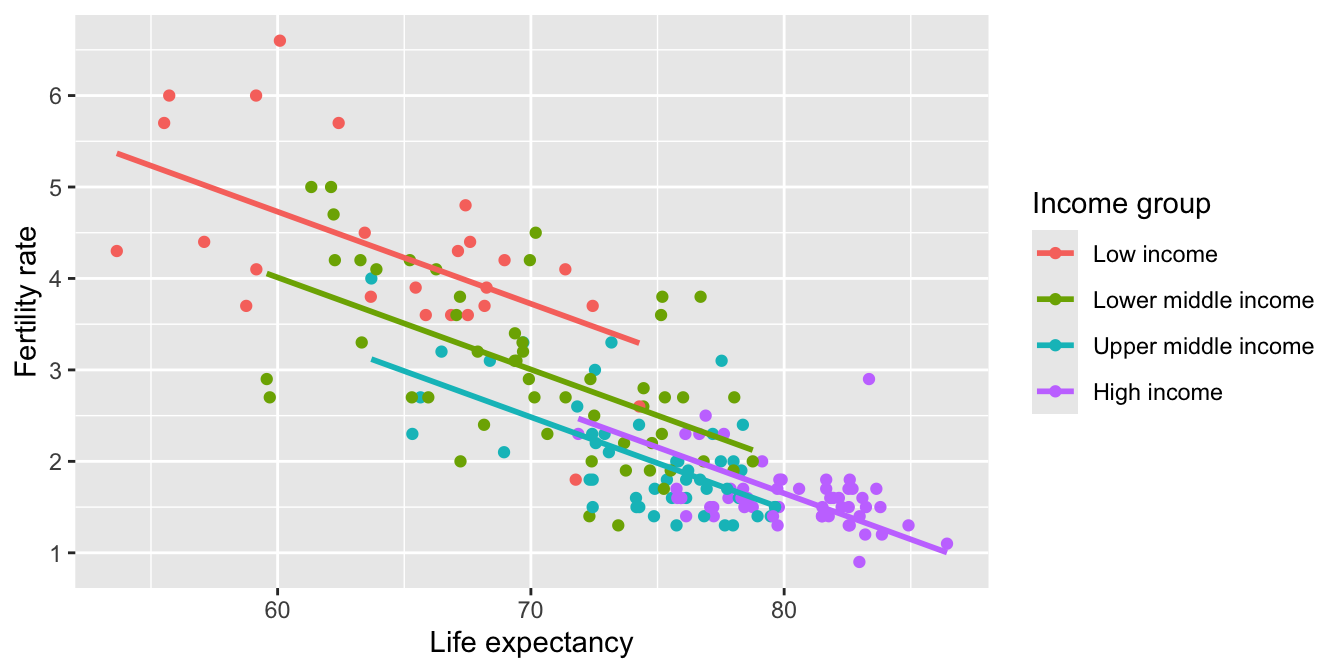 Fertility rate
6
5
4
3
2
1
60
70
80
Life expectancy
Income group
Low income
Lower middle income
Upper middle income
High income